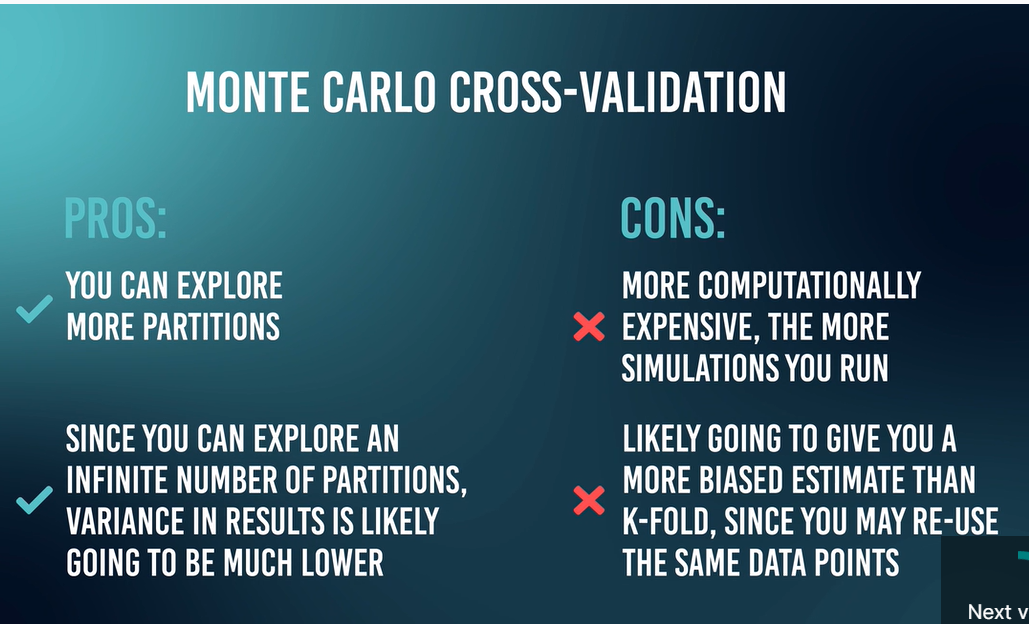 MONTE CARLO CROSS-VALIDATION
PROS:
YOU CAN EXPLORE
MORE PARTITIONS
SINCE YOU CAN EXPLORE AN
INFINITE NUMBER OF PARTITIONS,
VARIANCE IN RESULTS IS LIKELY
GOING TO BE MUCH LOWER
CONS:
MORE COMPUTATIONALLY
EXPENSIVE, THE MORE
SIMULATIONS YOU RUN
LIKELY GOING TO GIVE YOU A
MORE BIASED ESTIMATE THAN
K-FOLD, SINCE YOU MAY RE-USE
THE SAME DATA POINTS
Next v